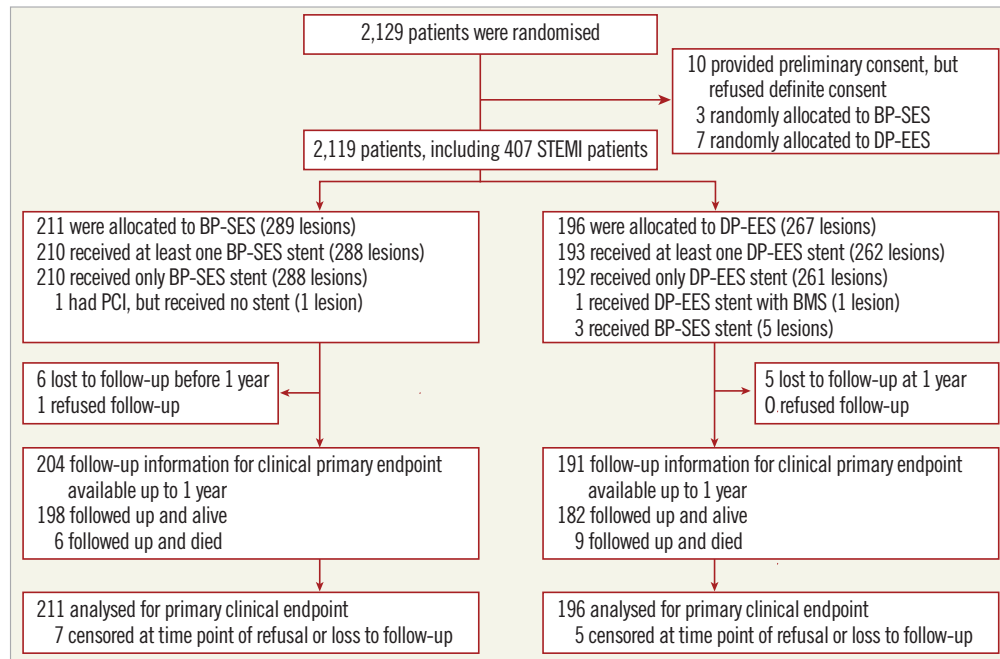 2,129 patients were randomised
10 provided preliminary consent, but
refused definite consent
3 randomly allocated to BP-SES
7 randomly allocated to DP-EES
2,119 patients, including 407 STEMI patients
211 were allocated to BP-SES (289 lesions)
210 received at least one BP-SES stent (288 lesions)
210 received only BP-SES stent (288 lesions)
1 had PCI, but received no stent (1 lesion)
196 were allocated to DP-EES (267 lesions)
193 received at least one DP-EES stent (262 lesions)
192 received only DP-EES stent (261 lesions)
1 received DP-EES stent with BMS (1 lesion)
3 received BP-SES stent (5 lesions)
6 lost to follow-up before 1 year
1 refused follow-up
5 lost to follow-up at 1 year
0 refused follow-up
204 follow-up information for clinical primary endpoint
available up to 1 year
198 followed up and alive
6 followed up and died
191 follow-up information for clinical primary endpoint
available up to 1 year
182 followed up and alive
9 followed up and died
211 analysed for primary clinical endpoint
7 censored at time point of refusal or loss to follow-up
196 analysed for primary clinical endpoint
5 censored at time point of refusal or loss to follow-up